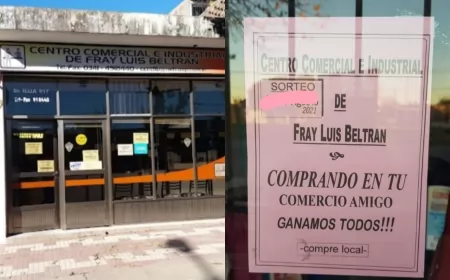 CENTRO COMERCIAL E INDUSTRIAL
DE FRAY LUIS BELTRAN
CENTRO COMERCIAL E INDUSTRIAL
SORTEO
2021
DE
FRAY LUIS BELTRAN
COMPRANDO EN TU
COMERCIO AMIGO
GANAMOS TODOS!!!
-compre local-